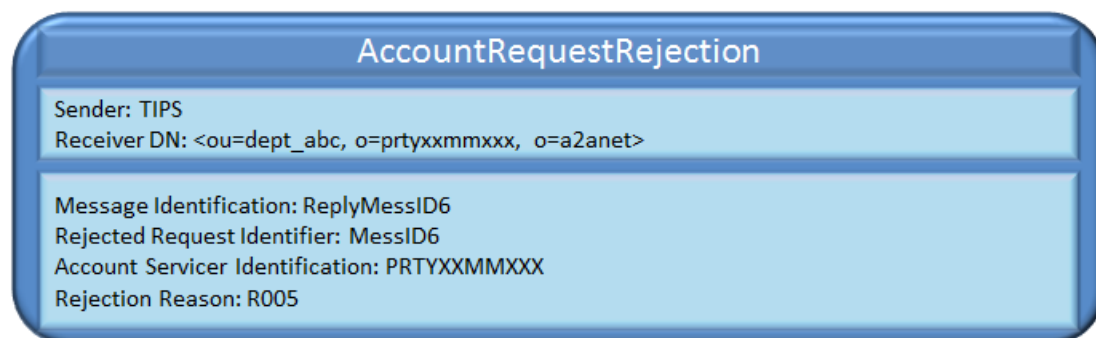 AccountRequestRejection
Sender: TIPS
Receiver DN: <ou=dept_abc, o=prtyxxmmxxx, o=a2anet>
Message Identification: ReplyMessID6
Rejected Request Identifier: MessID6
Account Servicer Identification: PRTYXXMMXXX
Rejection Reason: R005